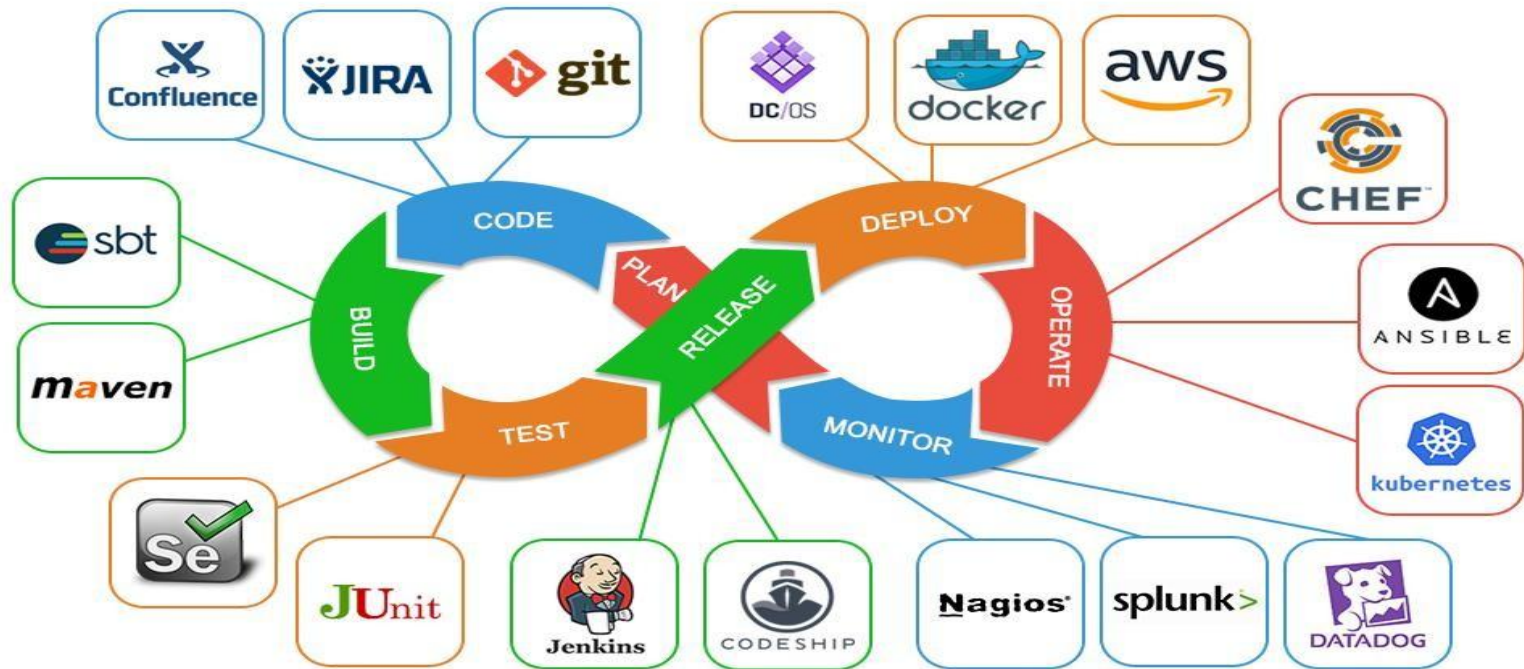 Confluence
JIRA
git
DC/OS
docker
aws
CHEF™
sbt
maven
ANSIBLE
kubernetes
CODE
PLAN
BUILD
TEST
RELEASE
DEPLOY
OPERATE
MONITOR
Se
JUnit
Jenkins
CODESHIP
Nagios®
splunk>
DATADOG